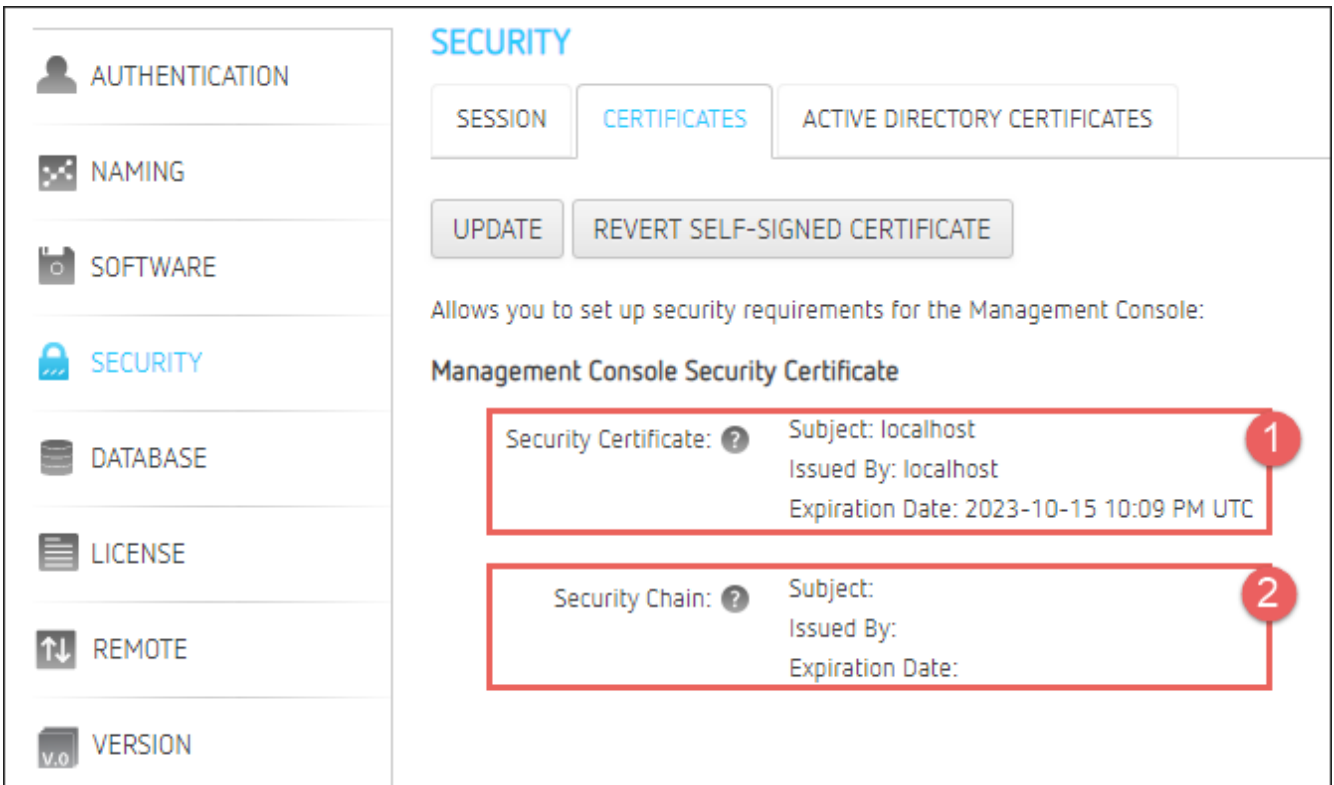 AUTHENTICATION
NAMING
SOFTWARE
SECURITY
DATABASE
LICENSE
REMOTE
V.0
VERSION
SECURITY
SESSION
CERTIFICATES
ACTIVE DIRECTORY CERTIFICATES
UPDATE
REVERT SELF-SIGNED CERTIFICATE
Allows you to set up security requirements for the Management Console:
Management Console Security Certificate
Security Certificate: ?
Subject: localhost
Issued By: localhost
Expiration Date: 2023-10-15 10:09 PM UTC
1
Security Chain: ?
Subject:
Issued By:
Expiration Date:
2